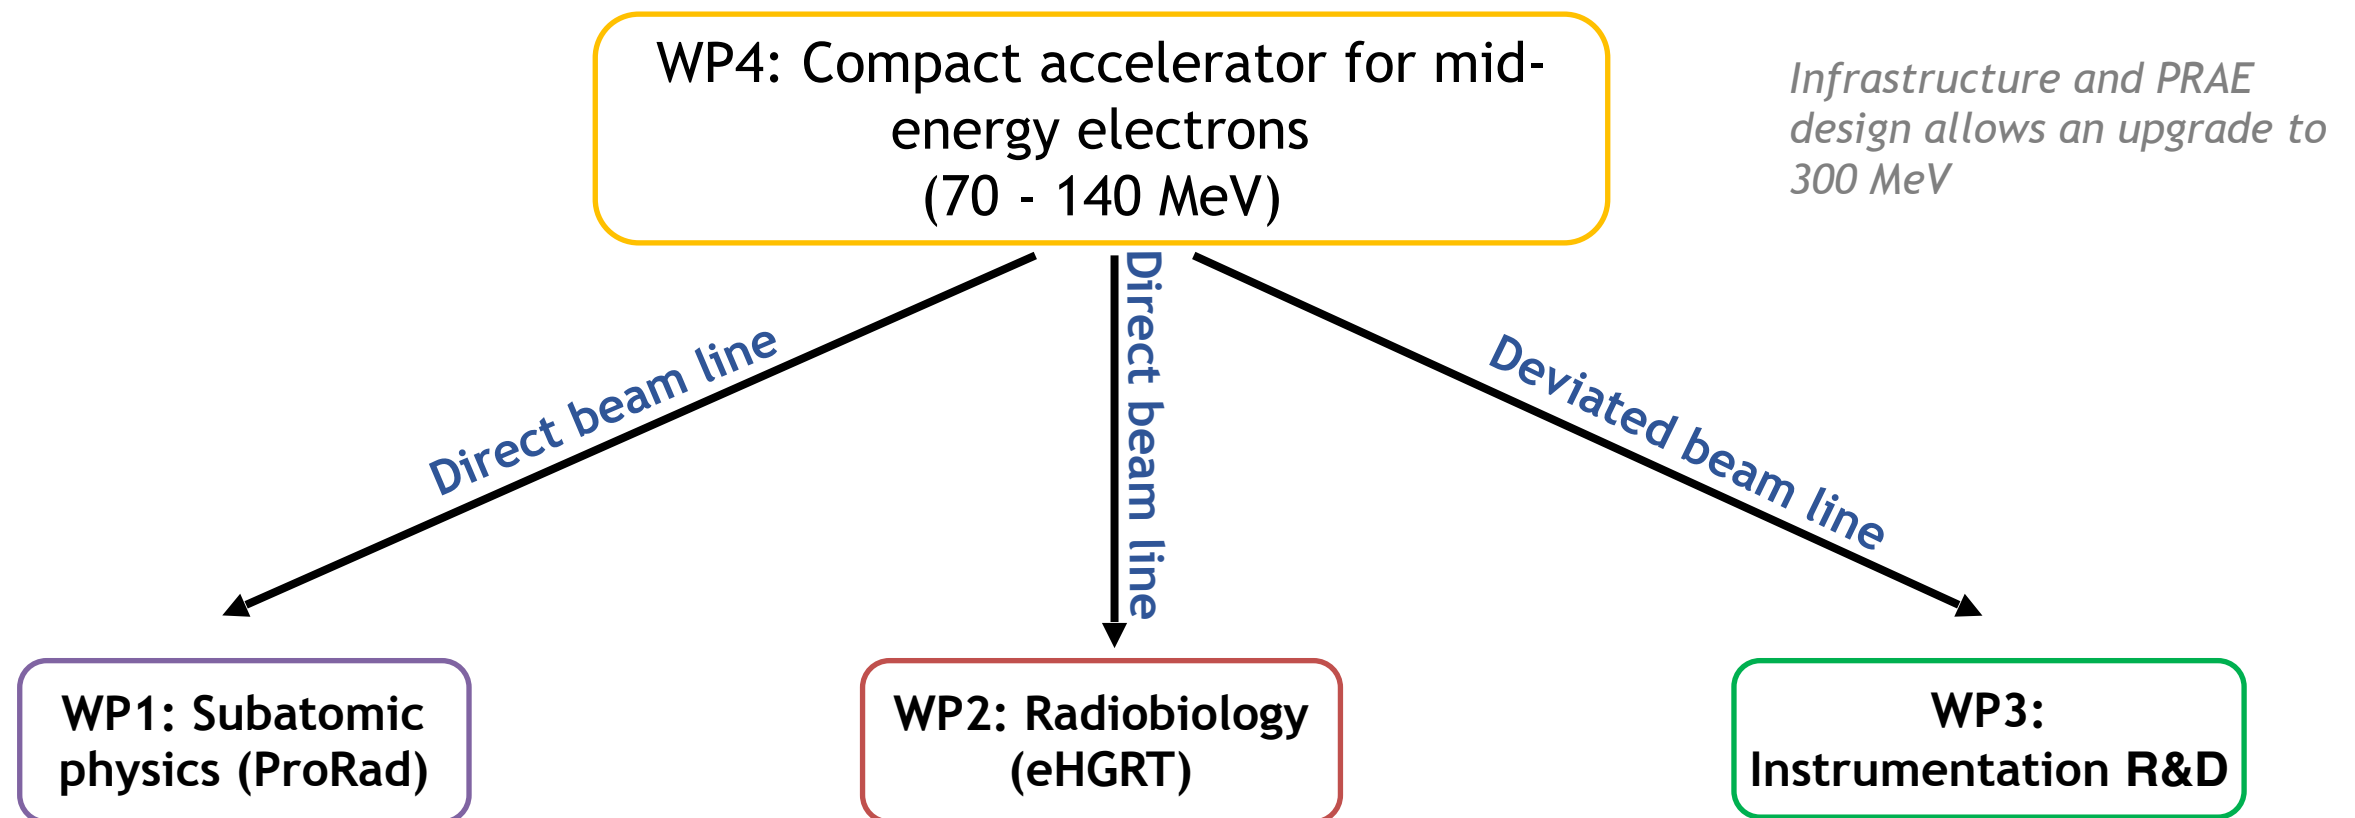 WP4: Compact accelerator for mid-
energy electrons
(70 - 140 MeV)
Infrastructure and PRAE
design allows an upgrade to
300 MeV
Direct beam line
Direct beam line
Deviated beam line
WP1: Subatomic
physics (ProRad)
WP2: Radiobiology
(eHGRT)
WP3:
Instrumentation R&D